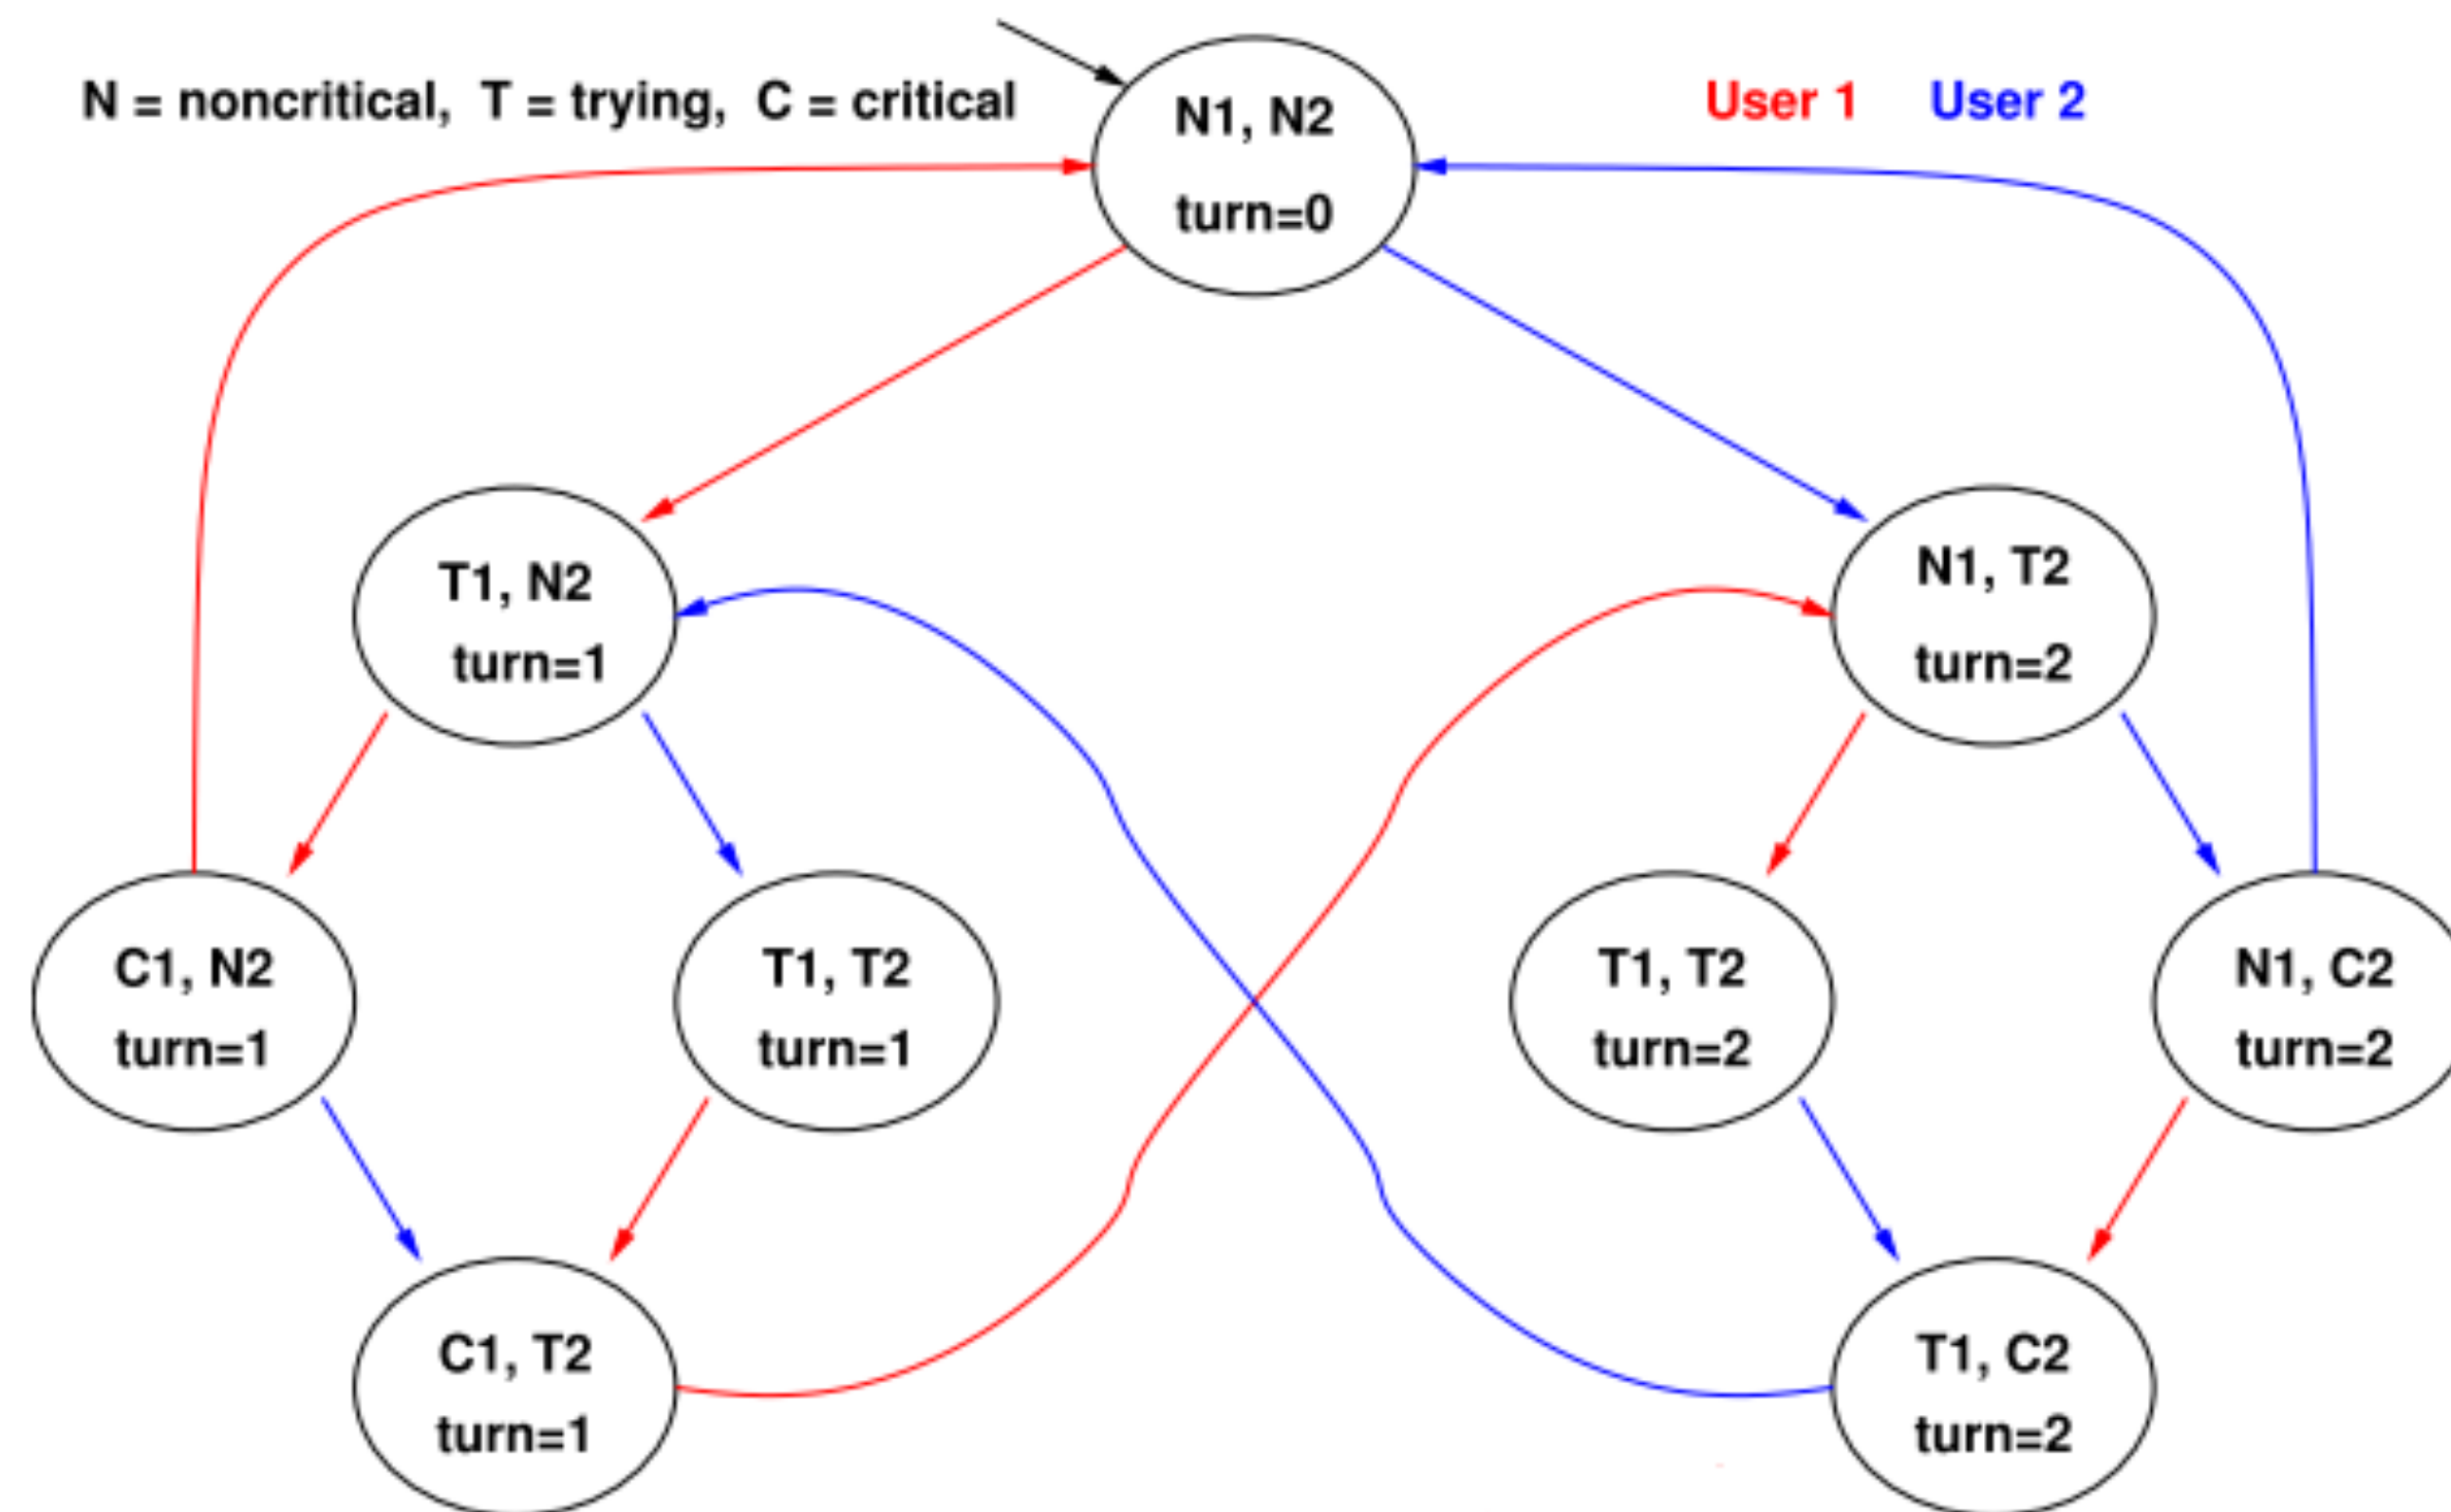 N = noncritical,  T = trying,  C = critical
User 1
User 2
N1, N2
turn=0
T1, N2
turn=1
N1, T2
turn=2
C1, N2
turn=1
T1, T2
turn=1
T1, T2
turn=2
N1, C2
turn=2
C1, T2
turn=1
T1, C2
turn=2